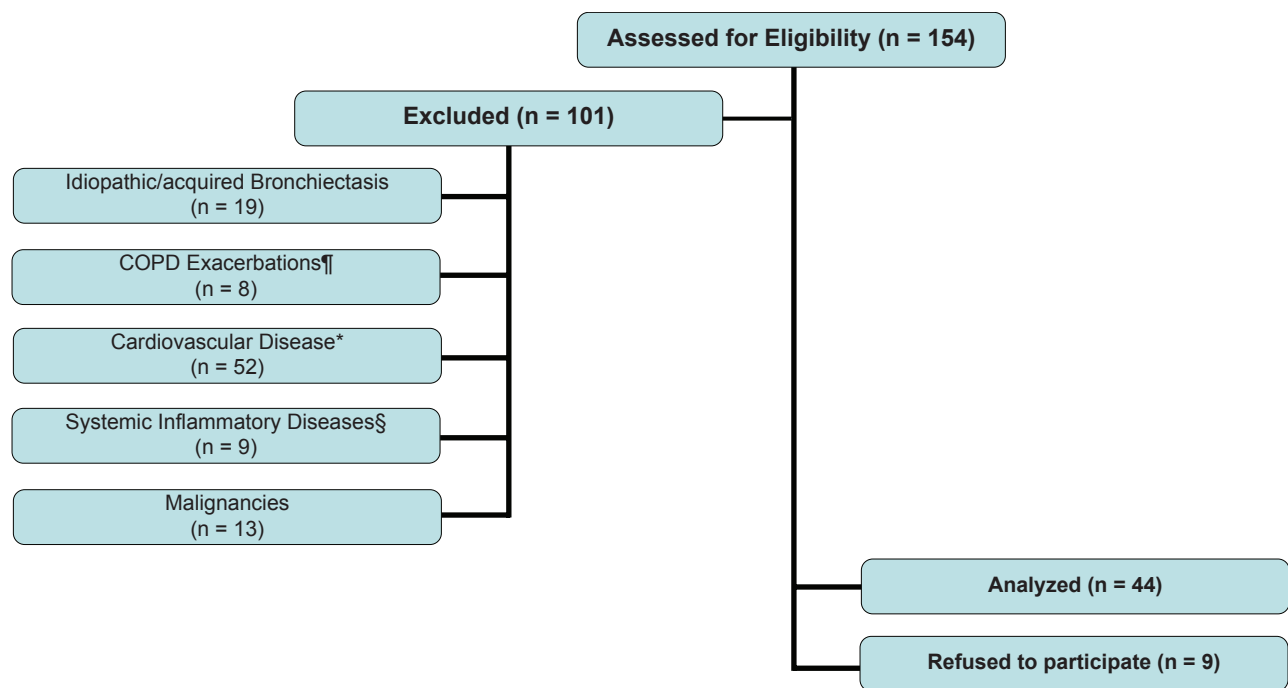 Assessed for Eligibility (n = 154)
Excluded (n = 101)
Idiopathic/acquired Bronchiectasis
(n = 19)
COPD Exacerbations¶
(n = 8)
Cardiovascular Disease*
(n = 52)
Systemic Inflammatory Diseases§
(n = 9)
Malignancies
(n = 13)
Analyzed (n = 44)
Refused to participate (n = 9)